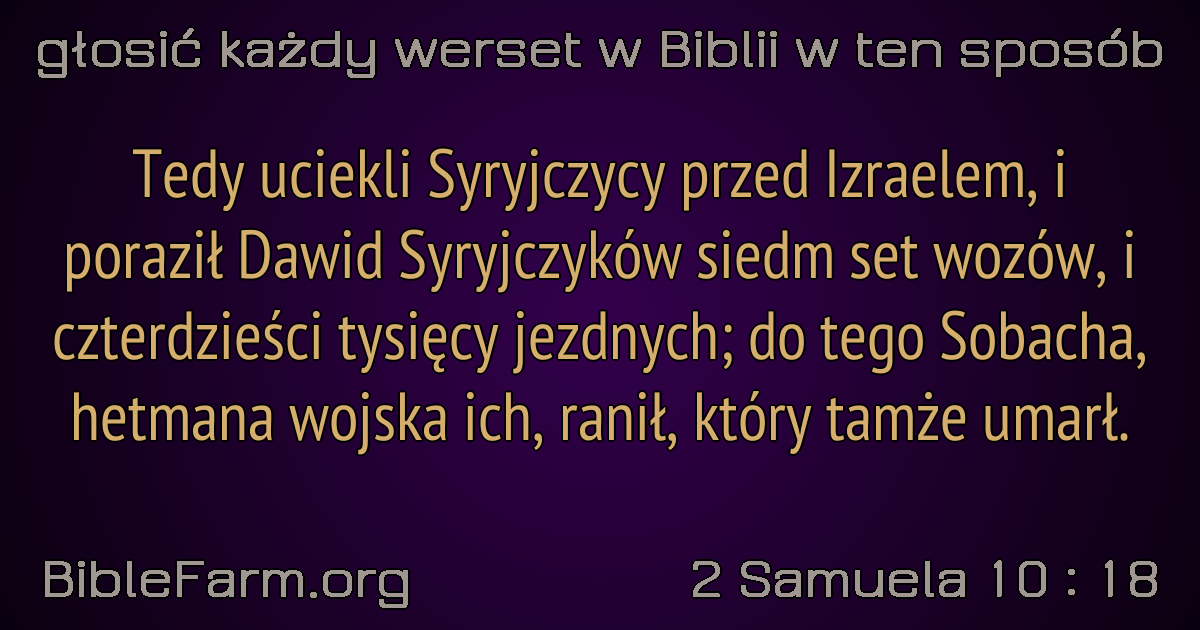 głosić każdy werset w Biblii w ten sposób
Tedy uciekli Syryjczycy przed Izraelem, i
poraził Dawid Syryjczyków siedm set wozów, i
czterdzieści tysięcy jezdnych; do tego Sobacha,
hetmana wojska ich, ranił, który tamże umarł.
BibleFarm.org
2 Samuela 10 : 18